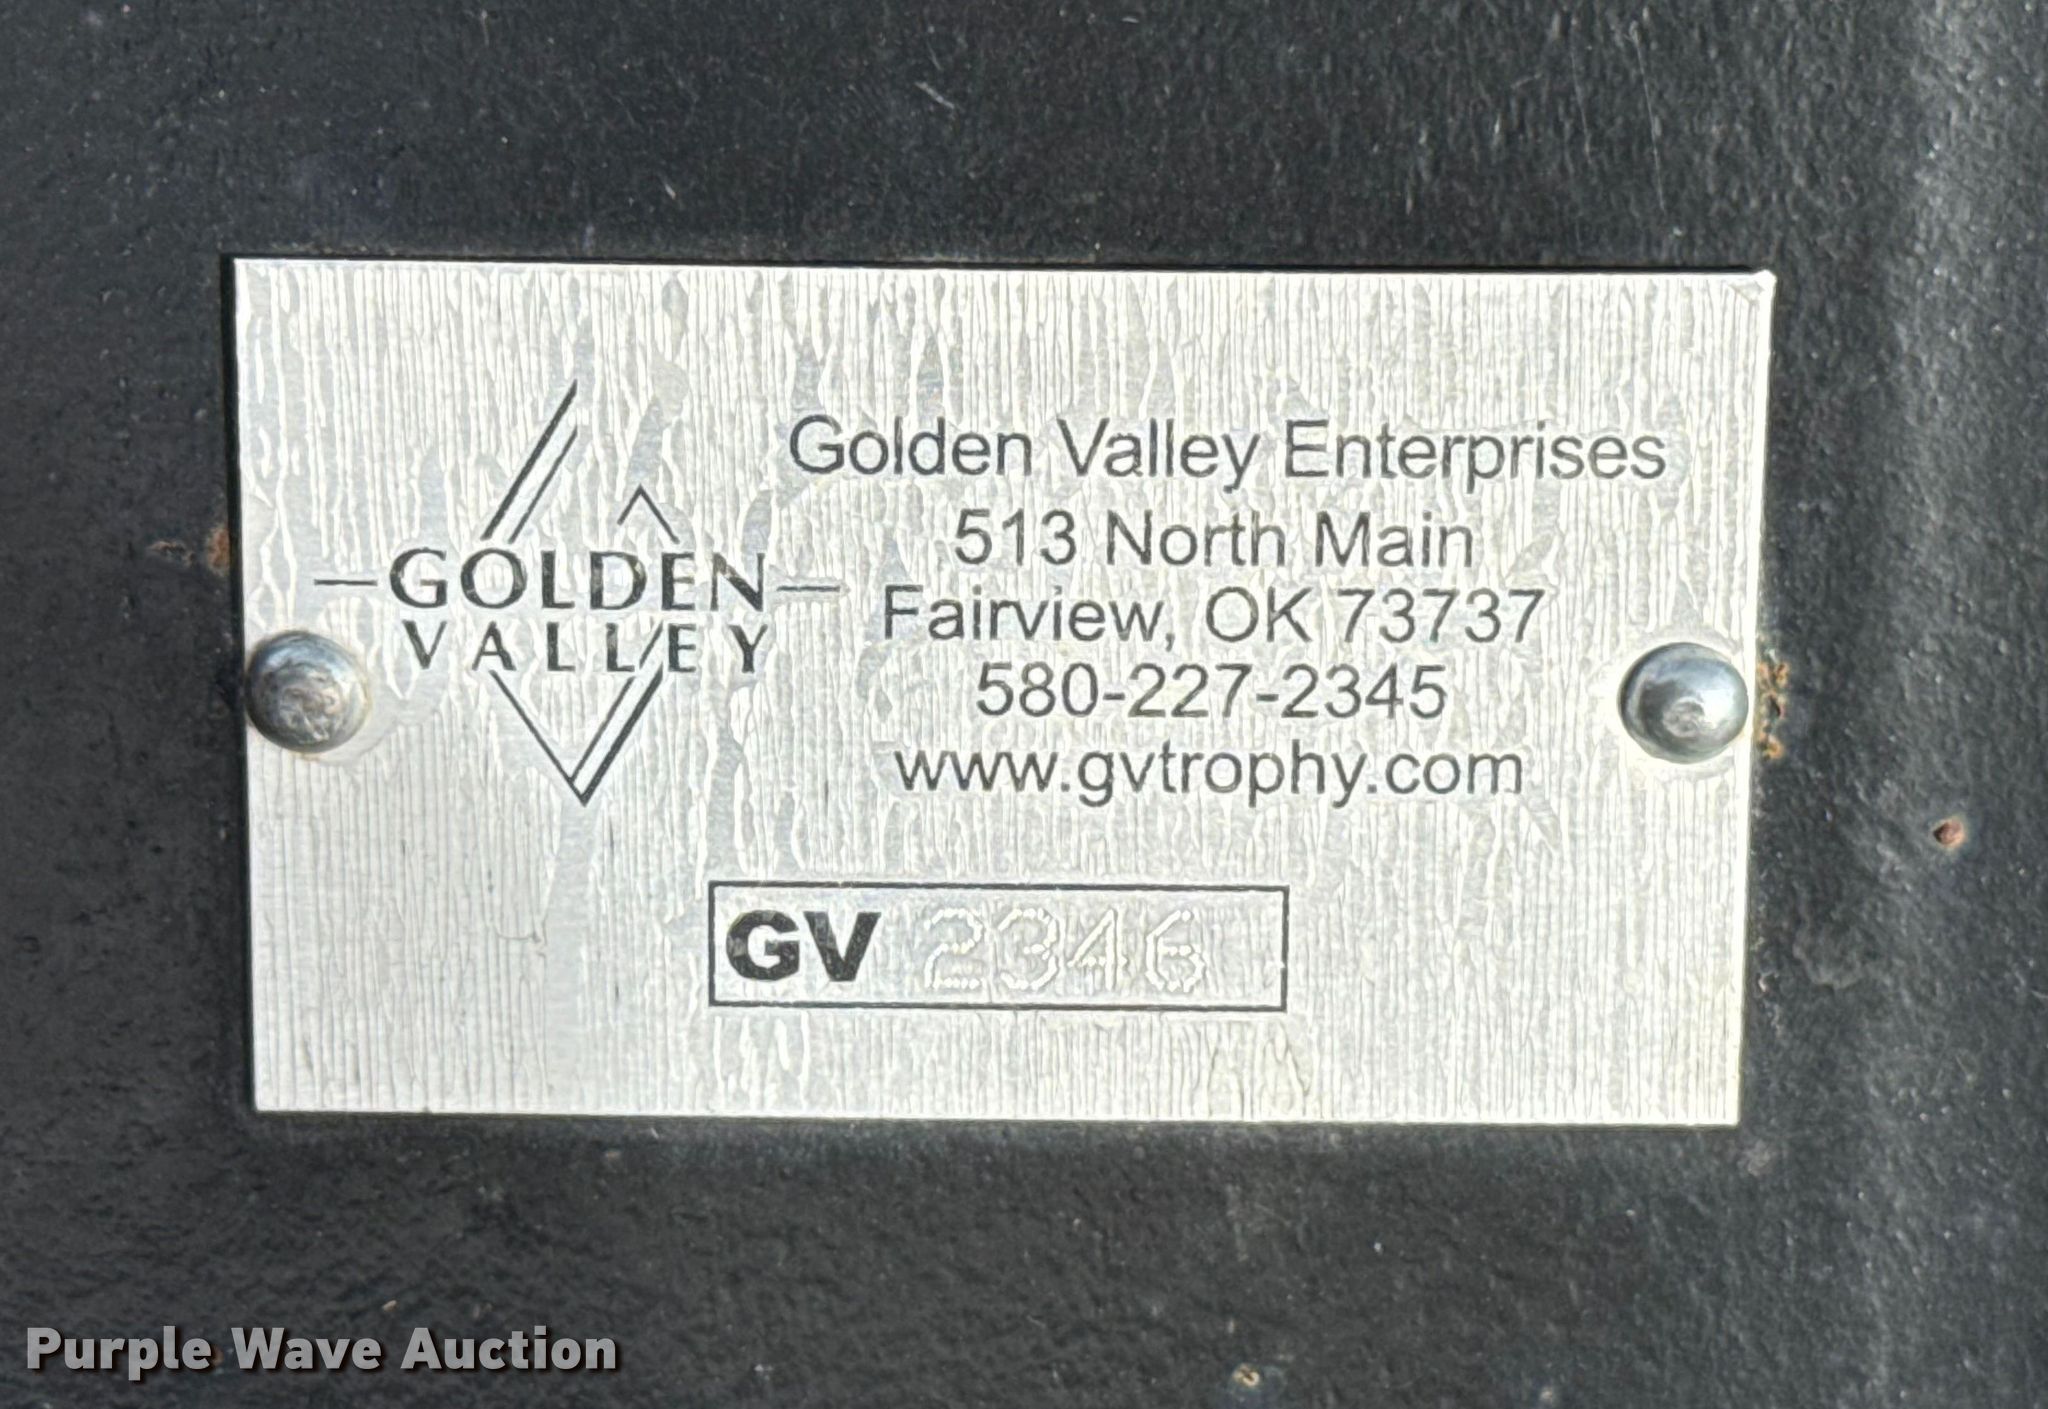 GOLDEN
VALLEY
Golden Valley Enterprises
513 North Main
Fairview, OK 73737
580-227-2345
www.gvtrophy.com
GV 2346
Purple Wave Auction